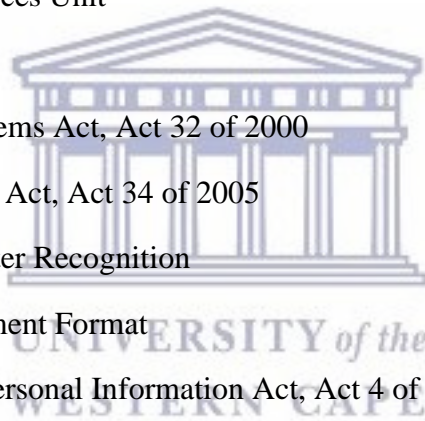 ces Unit
ems Act, Act 32 of 2000
Act, Act 34 of 2005
er Recognition
ent Format
UNIVERSITY of the
ersonal Information Act, Act 4 of
WESTERN CAPE